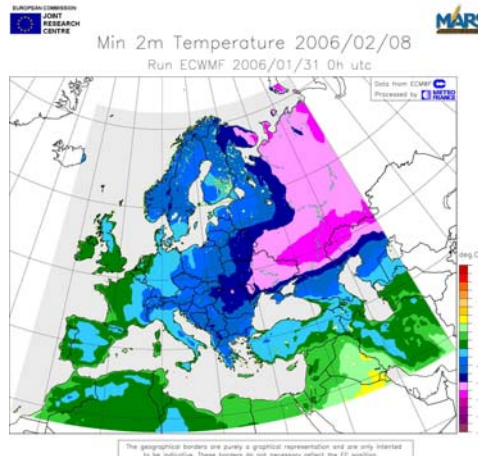 EUROPEAN COMMISSION
JOINT
RESEARCH
CENTRE
MARS
Min 2m Temperature 2006/02/08
Run ECWMF 2006/01/31 0h utc
Data from ECMWF
Processed by METEO
FRANCE
deg.C
The geographical borders are purely a graphical representation and are only intended
to be indicative. These borders do not necessarily reflect the EC position.